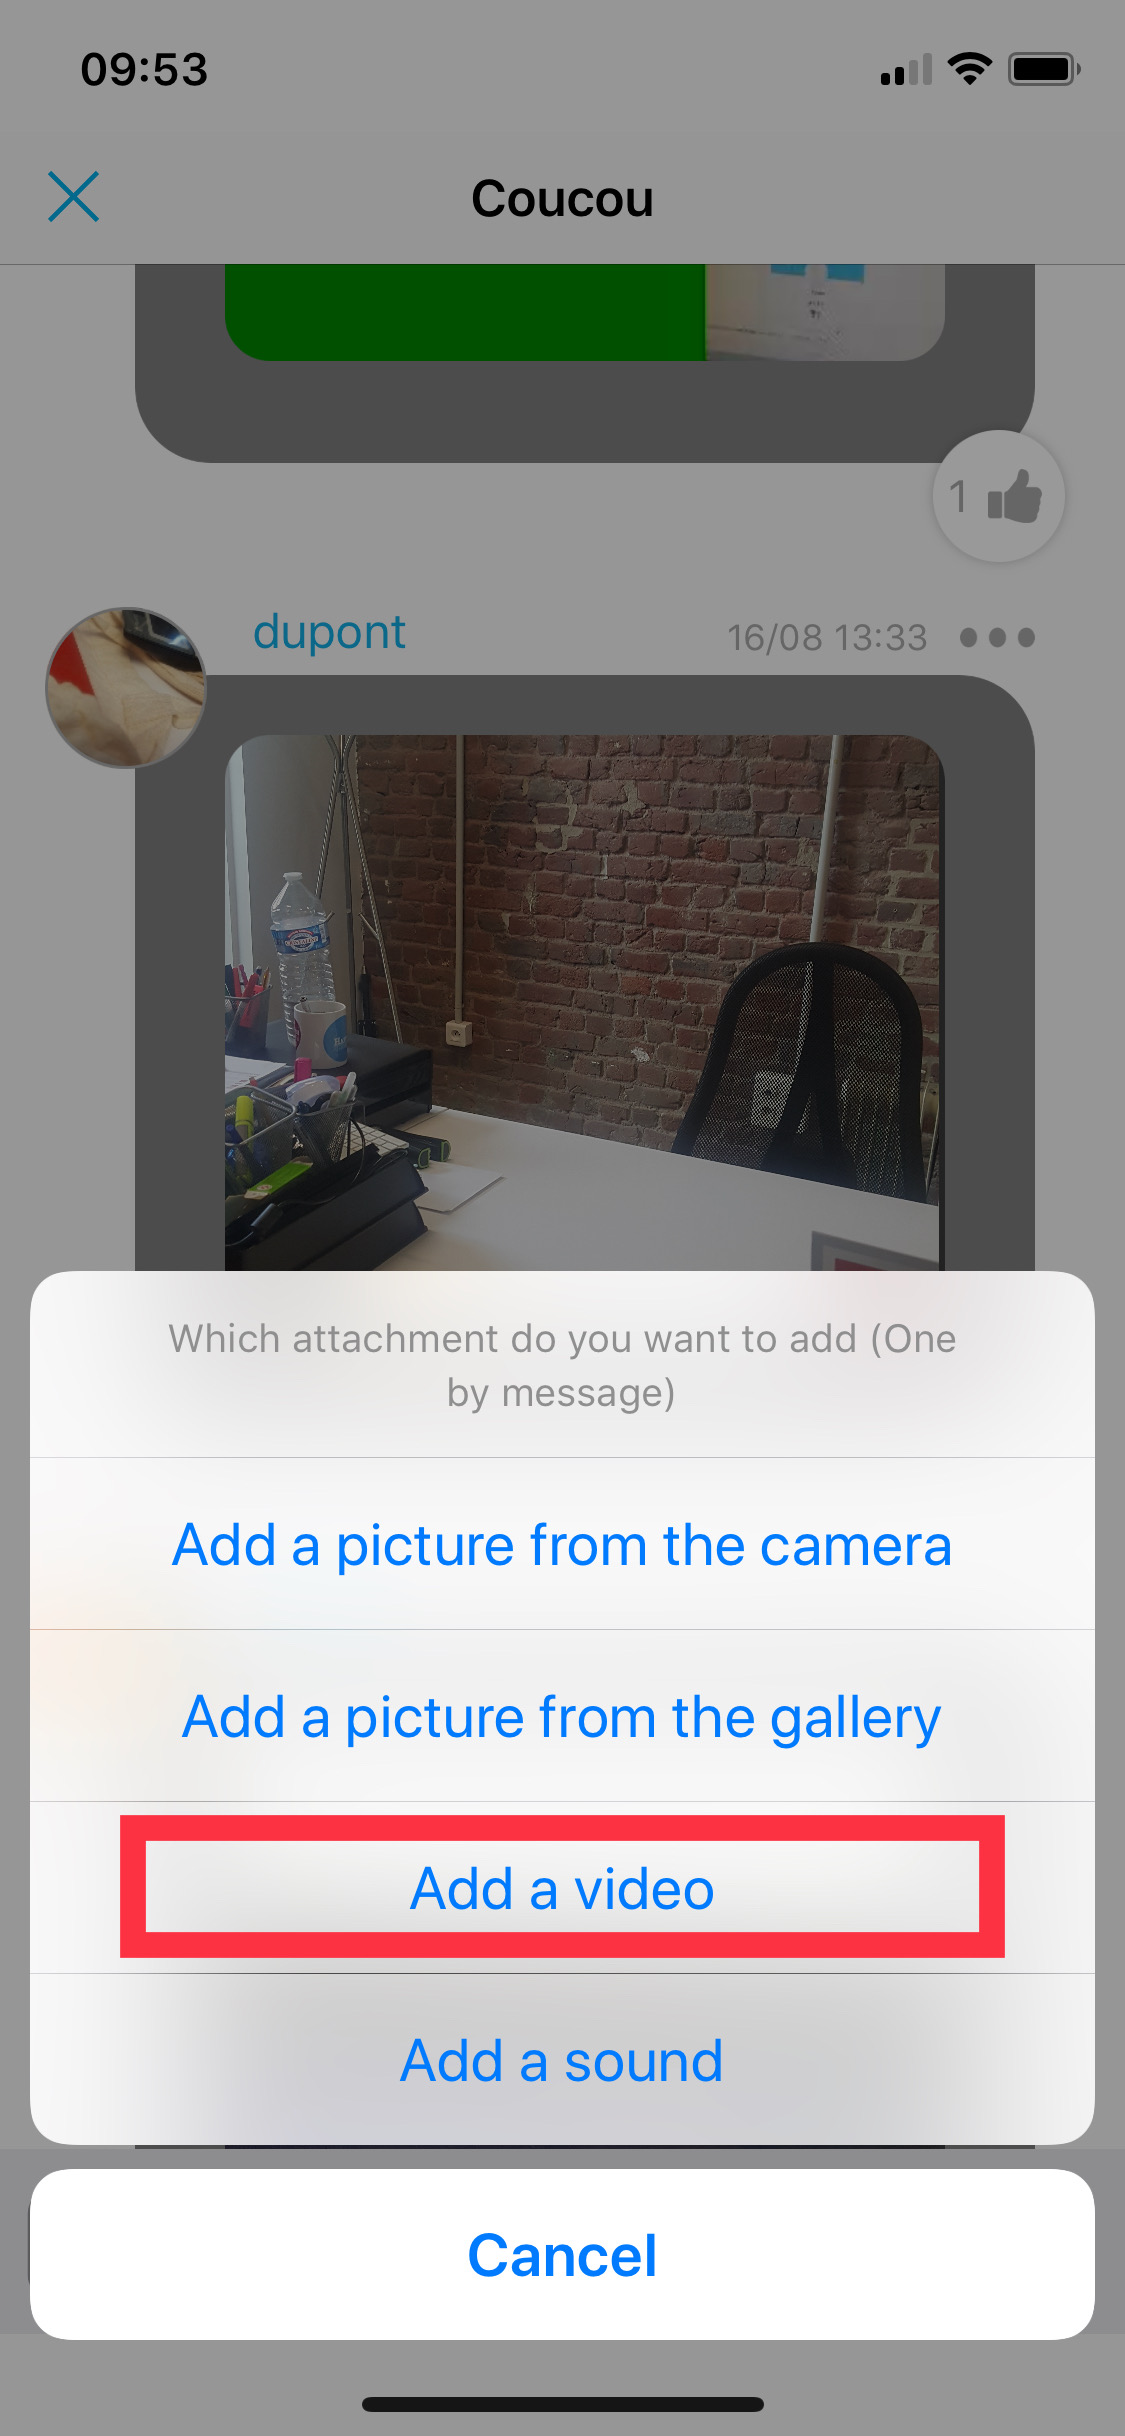 09:53
Coucou
1
dupont
16/08 13:33
Which attachment do you want to add (One
by message)
Add a picture from the camera
Add a picture from the gallery
Add a video
Add a sound
Cancel